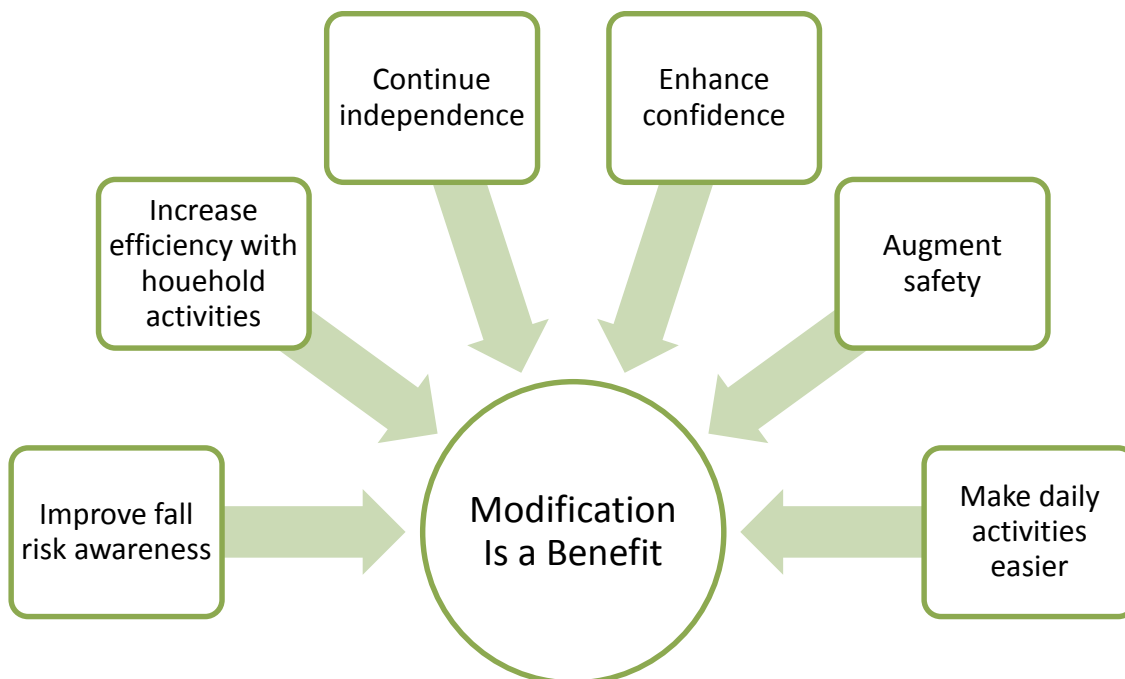 Continue
independence
Enhance
confidence
Increase
efficiency with
houehold
activities
Augment
safety
Improve fall
risk awareness
Modification
Is a Benefit
Make daily
activities
easier